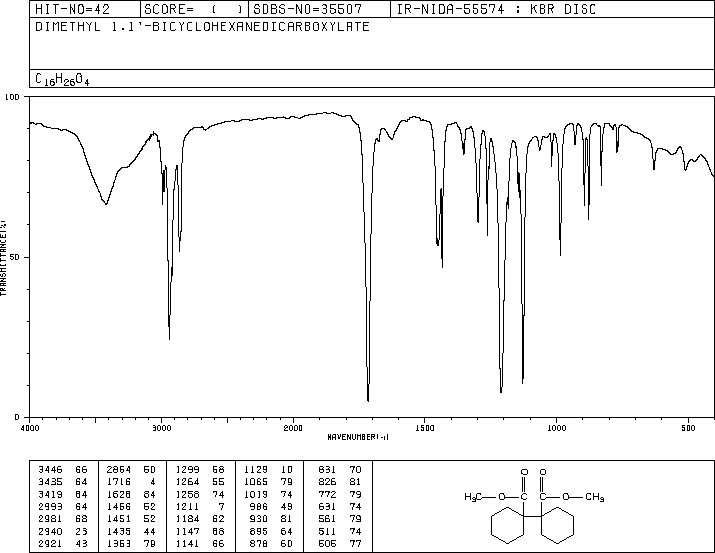 HIT-NO=42 SCORE= ( ) SDBS-NO=35507 IR-NIDA-55574 : KBR DISC
DIMETHYL 1,1'-BICYCLOHEXANEDICARBOXYLATE
C16H26O4
100
50
0
TRANSMITTANCE(%)
4000 3000 2000 1500 1000 500
WAVENUMBER(-1)
3446 66 2864 50 1299 58 1129 10 831 70
3435 64 1716 4 1264 55 1065 79 826 81
3419 64 1628 84 1258 74 1019 74 772 79
2993 64 1456 52 1211 7 986 49 631 74
2981 68 1451 52 1184 62 930 81 561 79
2940 23 1435 44 1147 68 895 64 511 74
2921 43 1353 79 1141 66 878 60 505 77
O O
H3C—O—C C—O—CH3